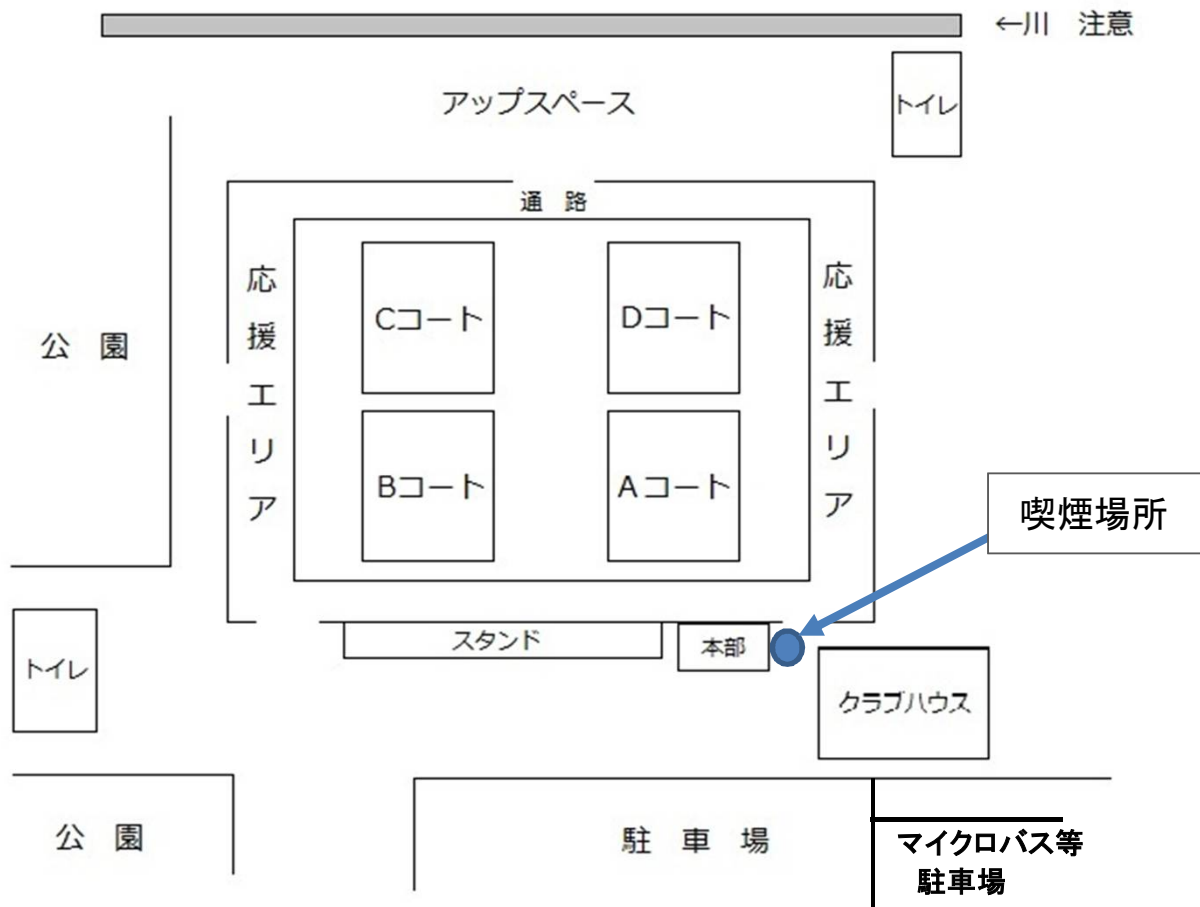 ←川　注意
アップスペース
トイレ
通　路
応援エリア
応援エリア
Cコート
Dコート
公　園
Bコート
Aコート
喫煙場所
スタンド
本部
トイレ
クラブハウス
公　園
駐　車　場
マイクロバス等
駐車場